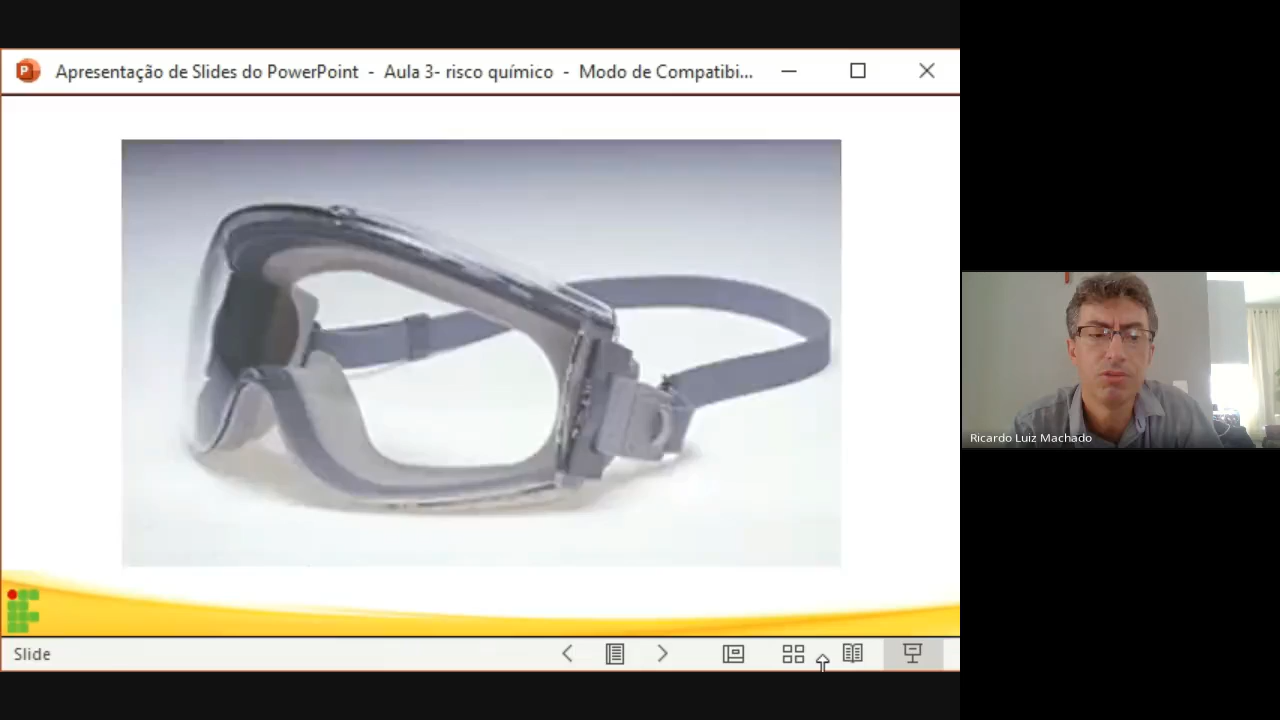 Apresentação de Slides do PowerPoint - Aula 3- risco químico - Modo de Compatibi...
Ricardo Luiz Machado
Slide